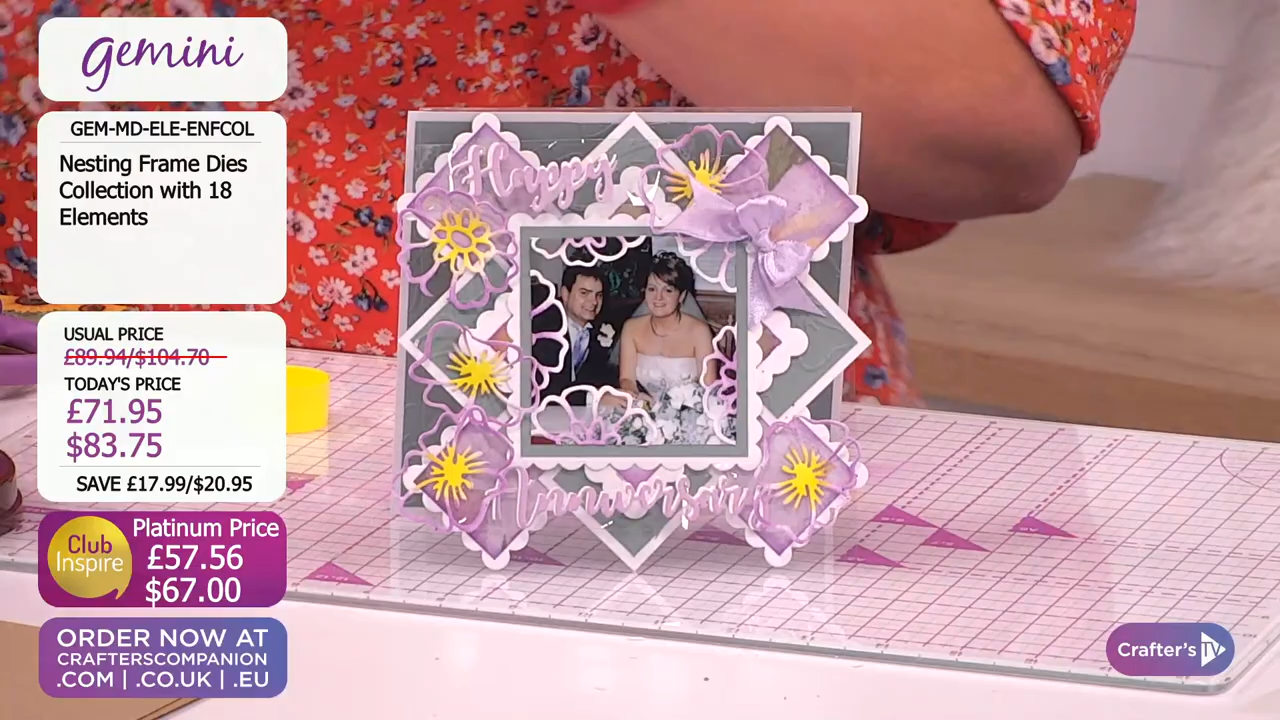 gemini
GEM-MD-ELE-ENFCOL
Nesting Frame Dies
Collection with 18
Elements
USUAL PRICE
£89.94/$104.70
TODAY'S PRICE
£71.95
$83.75
SAVE £17.99/$20.95
Club
Inspire
Platinum Price
£57.56
$67.00
ORDER NOW AT
CRAFTERSCOMPANION
.COM | .CO.UK | .EU
Happy
Anniversary
Crafter's TV